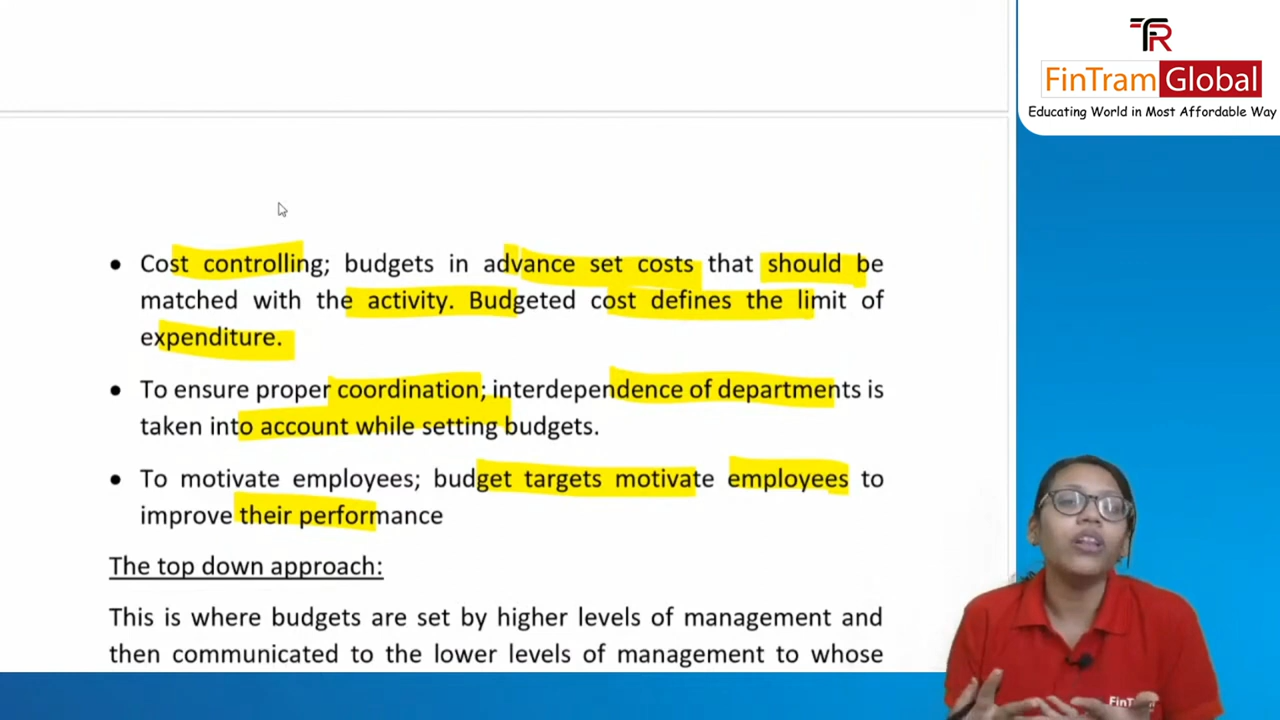 TR
FinTram Global
Educating World in Most Affordable Way
• Cost controlling; budgets in advance set costs that should be
matched with the activity. Budgeted cost defines the limit of
expenditure.
• To ensure proper coordination; interdependence of departments is
taken into account while setting budgets.
• To motivate employees; budget targets motivate employees to
improve their performance
The top down approach:
This is where budgets are set by higher levels of management and
then communicated to the lower levels of management to whose
FinT